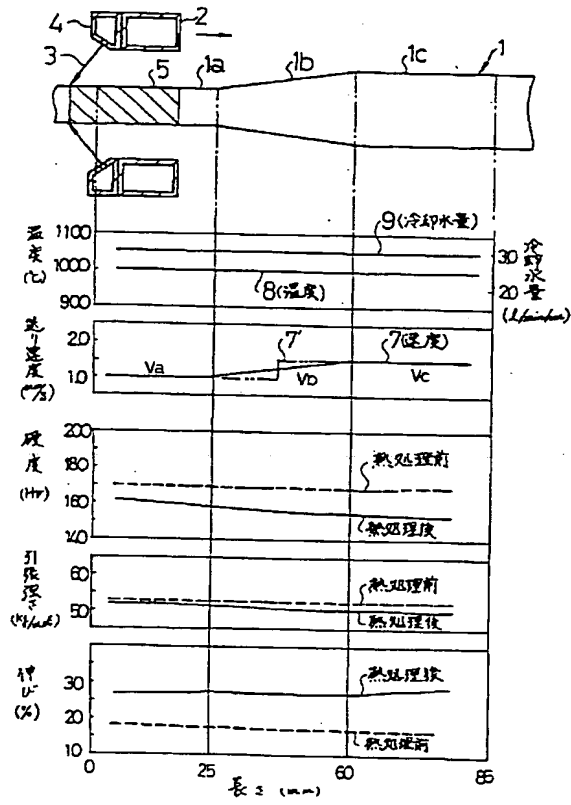 4 2
3
5 1a 1b 1c 1
温度 (℃)
1100
1000
900
9(冷却水量)
8(温度)
30
20
冷却水量
送り速度
2.0
1.0
7' 7(速度)
Va Vb Vc
硬度 (Hv)
200
180
160
140
熱処理前
熱処理後
引張強さ
60
50
熱処理前
熱処理後
伸び (%)
30
20
10
熱処理後
熱処理前
0 25 60 85
長さ (mm)